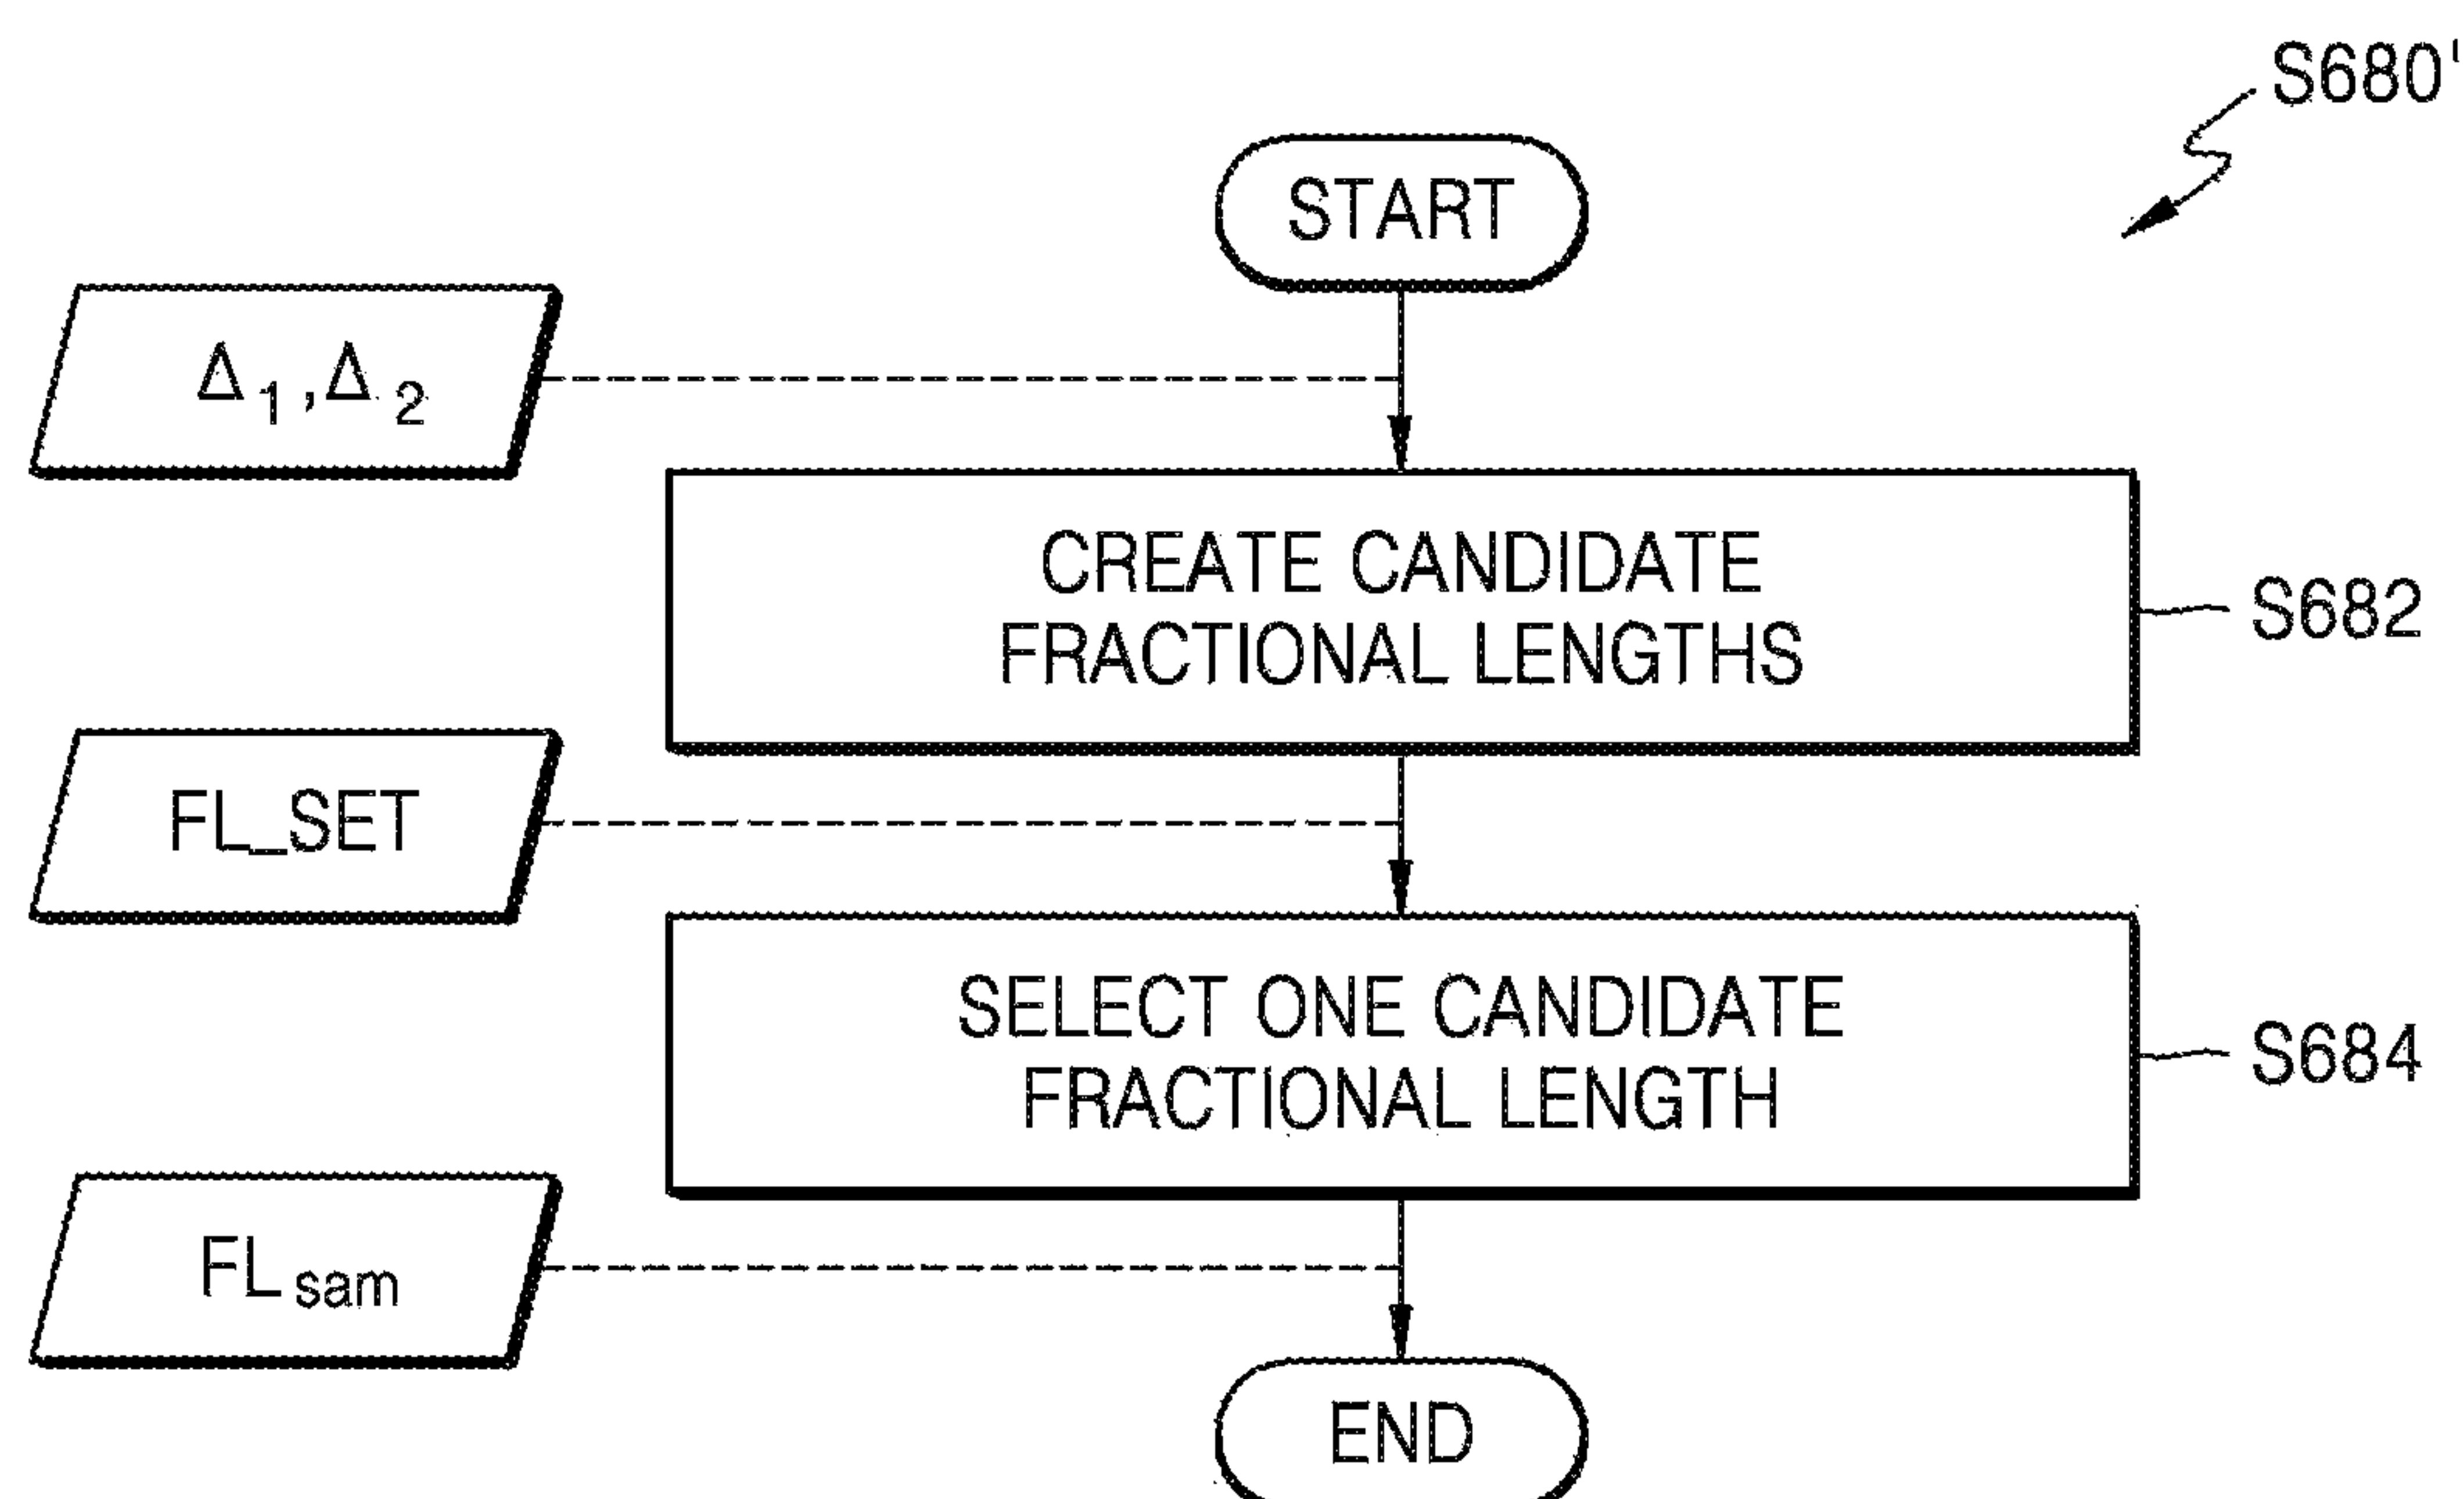 S680'
START
Δ1,Δ2
CREATE CANDIDATE
FRACTIONAL LENGTHS
S682
FL_SET
SELECT ONE CANDIDATE
FRACTIONAL LENGTH
S684
FLsam
END